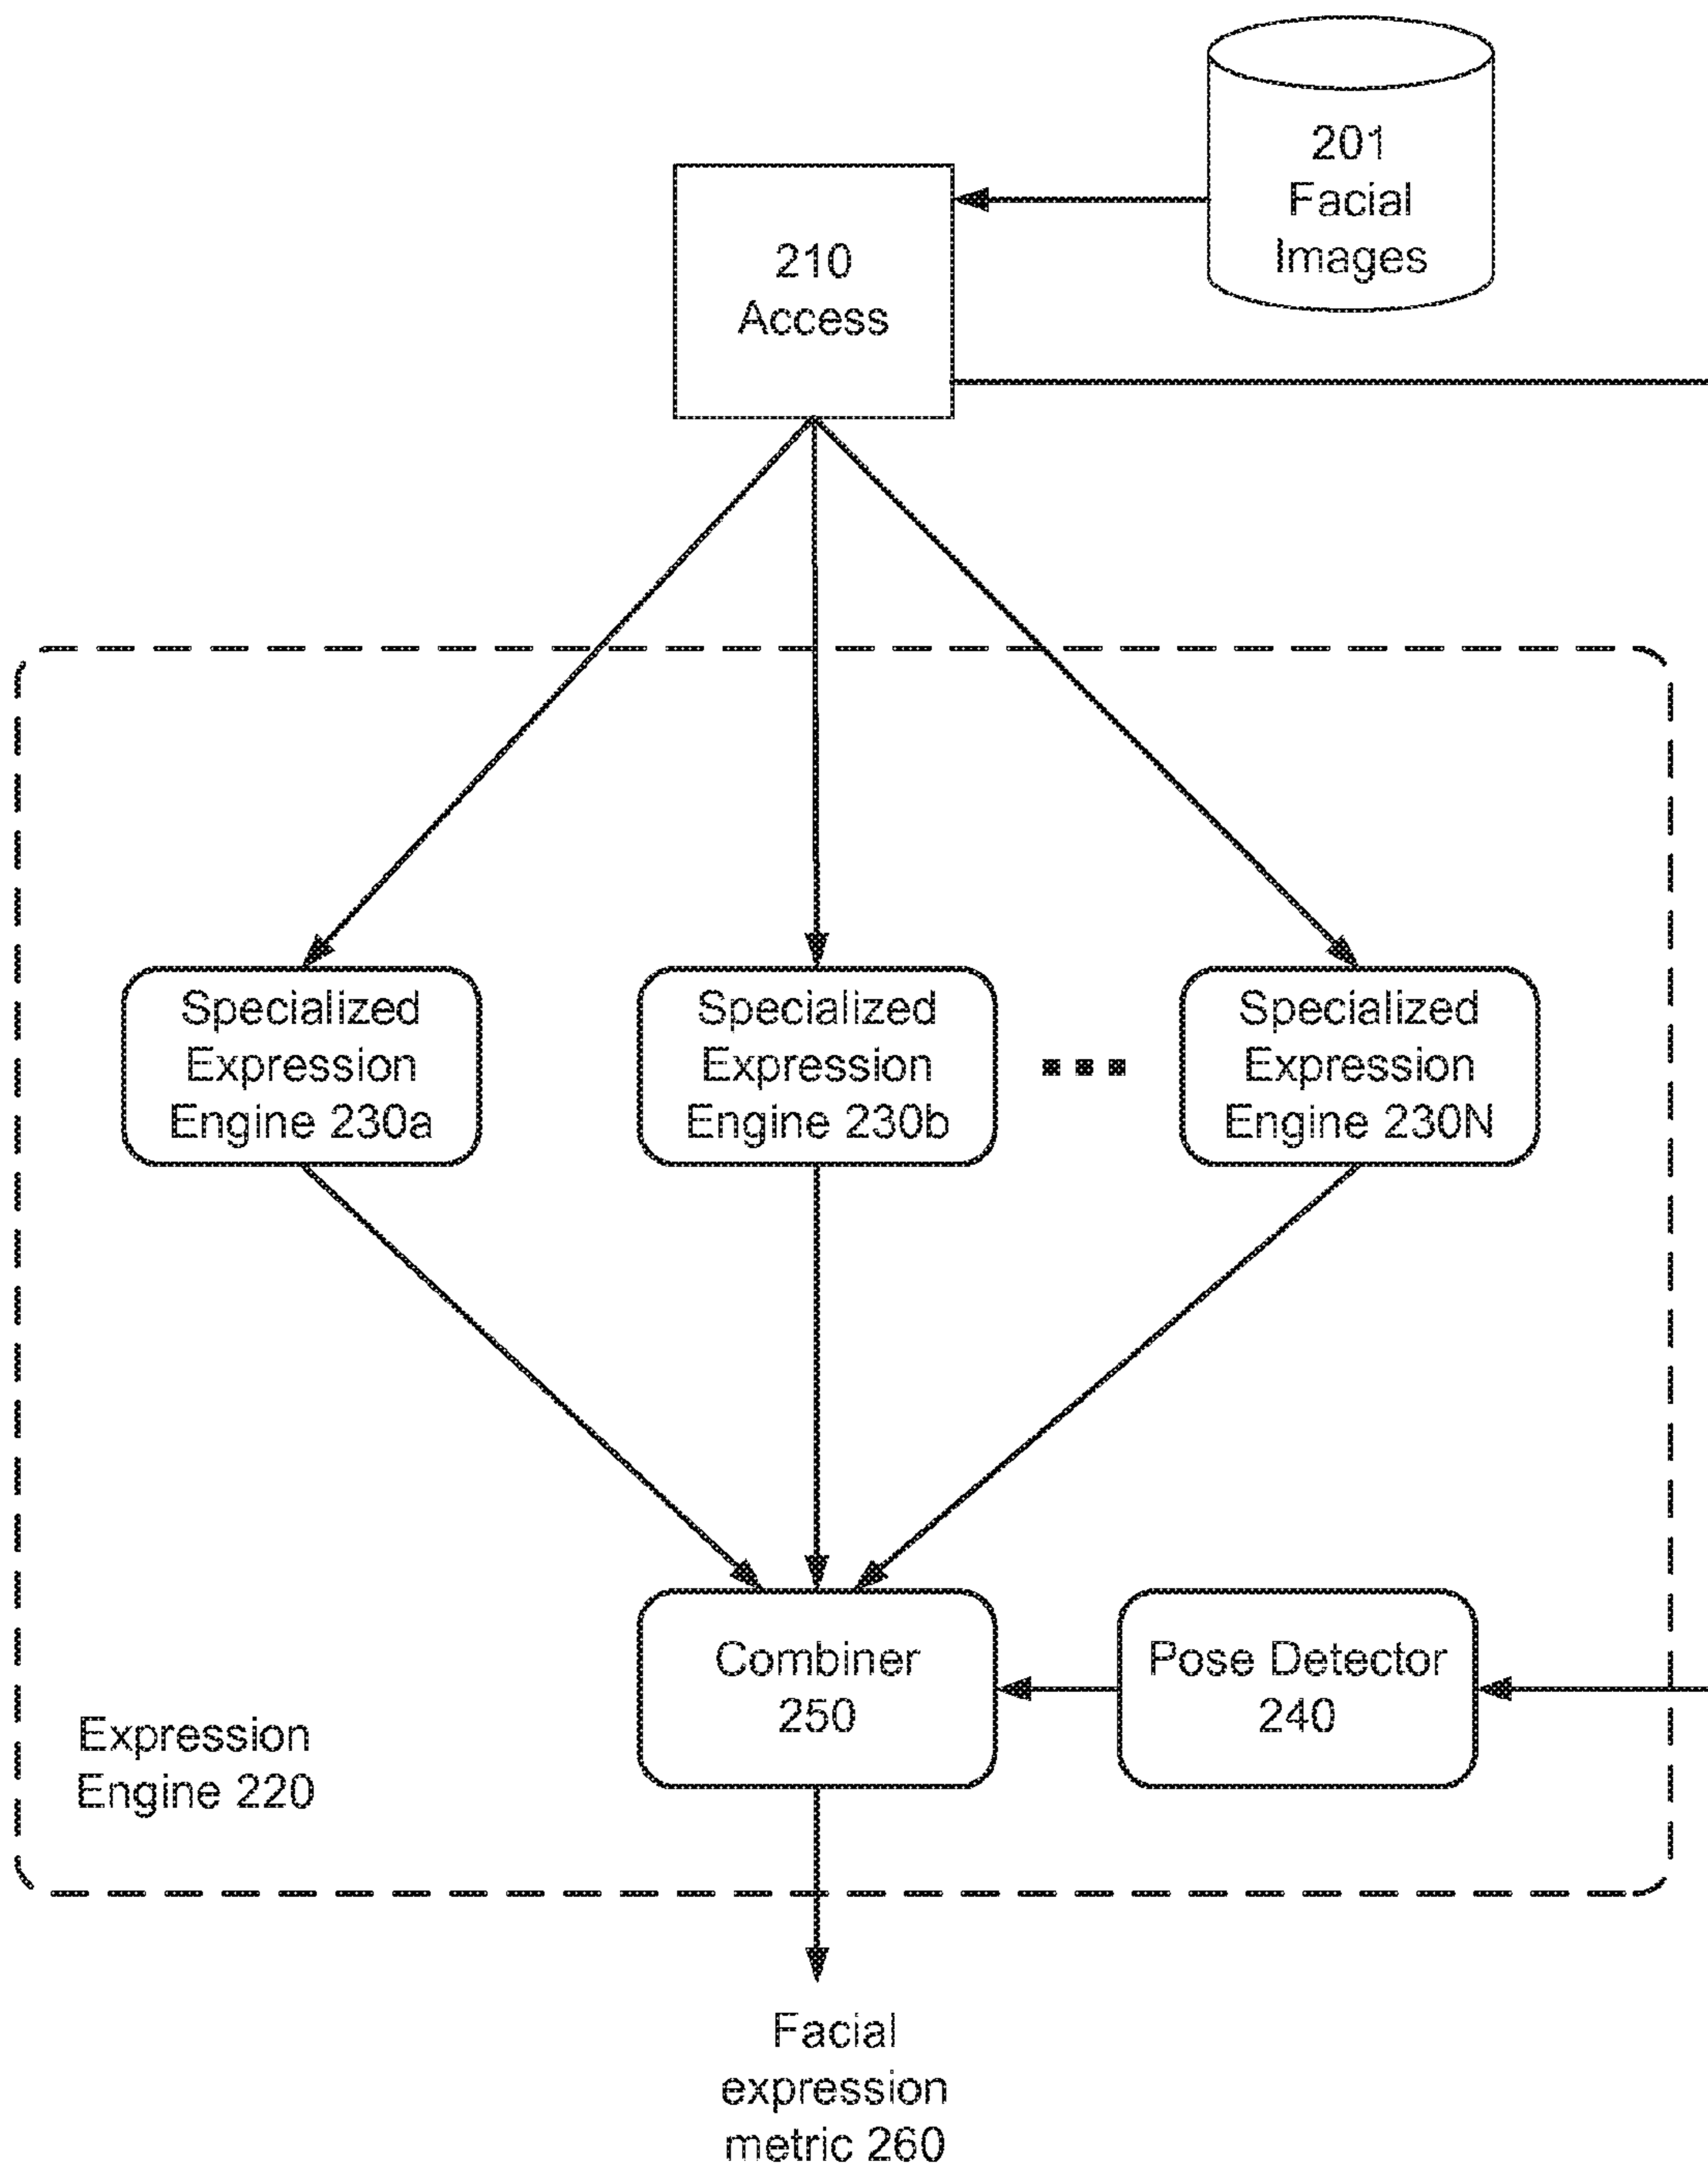 201
Facial
Images
210
Access
Specialized
Expression
Engine 230a
Specialized
Expression
Engine 230b
Specialized
Expression
Engine 230N
Combiner
250
Pose Detector
240
Expression
Engine 220
Facial
expression
metric 260